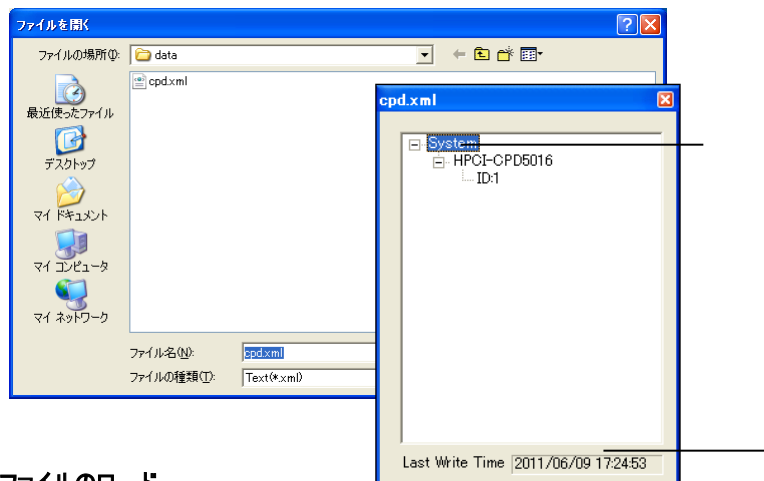 ファイルを開く
ファイルの場所(I):
data
cpd.xml
最近使ったファイル
デスクトップ
マイ ドキュメント
マイ コンピュータ
マイ ネットワーク
ファイル名(N):
cpd.xml
ファイルの種類(T):
Text(*.xml)
cpd.xml
System
HPCI-CPD5016
ID:1
Last Write Time
2011/06/09 17:24:53
ファイルのロード